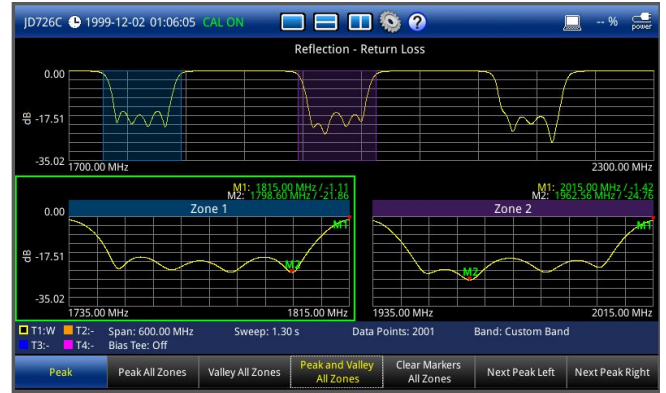 JD726C 1999-12-02 01:06:05 CAL ON ? -- % power
Reflection - Return Loss
0.00
dB -17.51
-35.02
1700.00 MHz 2300.00 MHz
M1: 1815.00 MHz / -1.11
M2: 1798.60 MHz / -21.86
M1: 2015.00 MHz / -1.42
M2: 1962.56 MHz / -24.76
0.00 Zone 1 Zone 2
M1 M1
dB -17.51 M2 M2
-35.02
1735.00 MHz 1815.00 MHz 1935.00 MHz 2015.00 MHz
T1:W T2:- Span: 600.00 MHz Sweep: 1.30 s Data Points: 2001 Band: Custom Band
T3:- T4:- Bias Tee: Off
Peak Peak All Zones Valley All Zones Peak and Valley All Zones Clear Markers All Zones Next Peak Left Next Peak Right